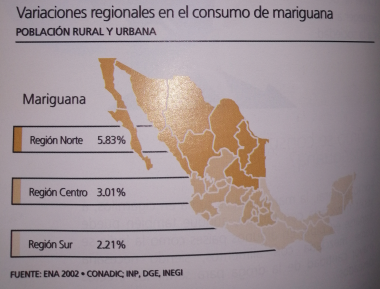 Variaciones regionales en el consumo de mariguana
POBLACIÓN RURAL Y URBANA
Mariguana
Región Norte 5.83%
Región Centro 3.01%
Región Sur 2.21%
FUENTE: ENA 2002 • CONADIC; INP, DGE, INEGI